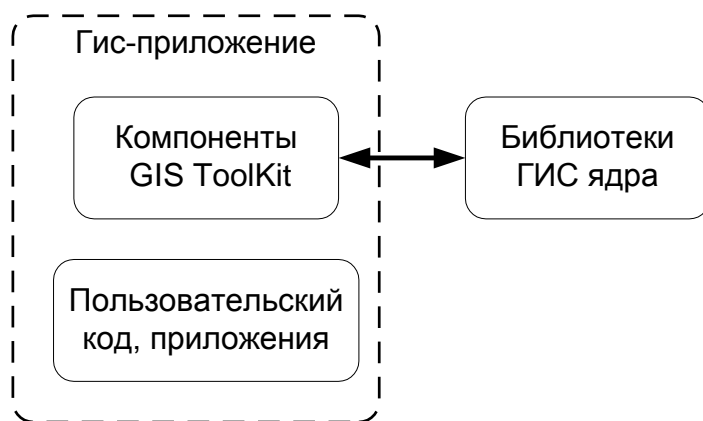 Гис-приложение
Компоненты
GIS ToolKit
Библиотеки
ГИС ядра
Пользовательский
код, приложения